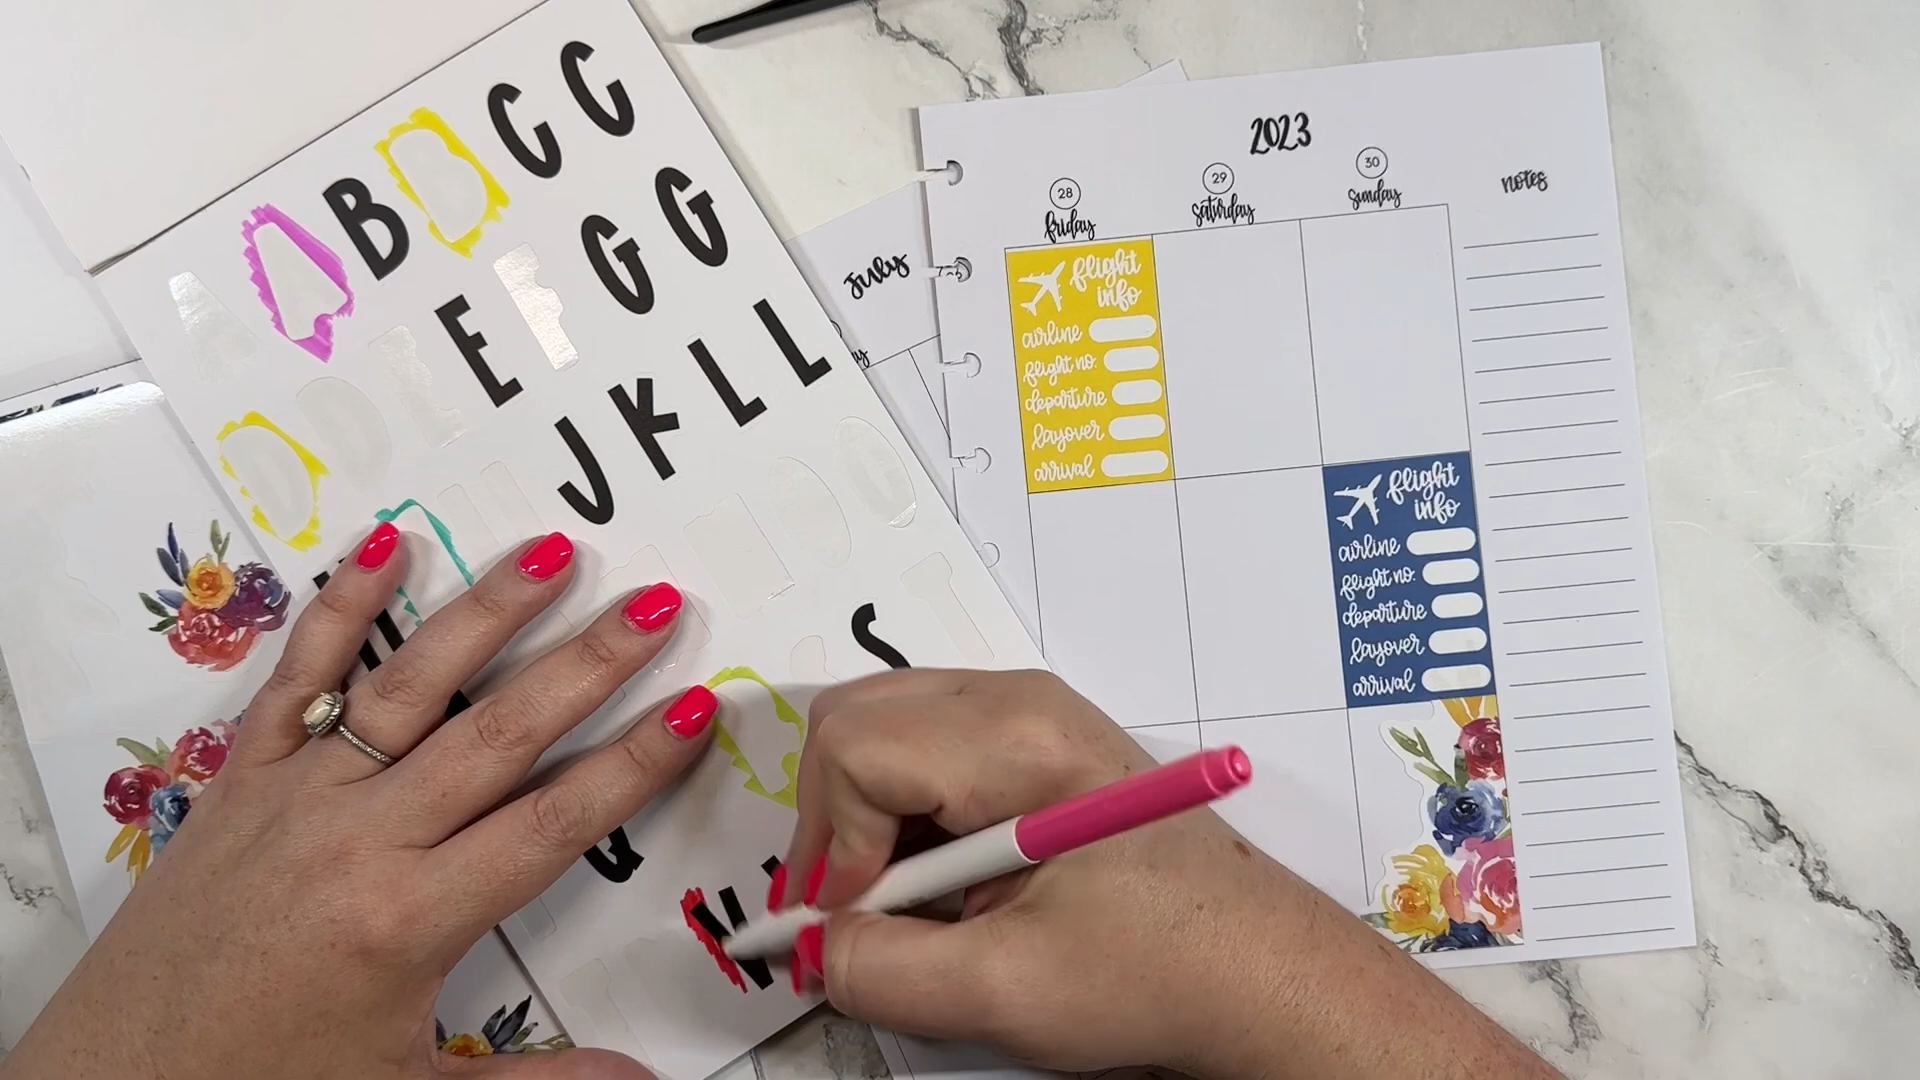 C C
B C
E G G
J K L L
S
Q
V
July
2023
28 29 30
friday saturday sunday notes
flight
info
airline
flight no.
departure
layover
arrival
flight
info
airline
flight no.
departure
layover
arrival